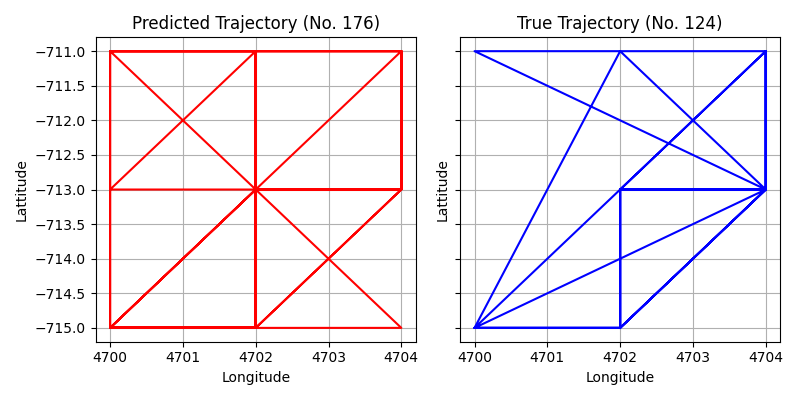 Predicted Trajectory (No. 176)
True Trajectory (No. 124)
−711.0
−711.5
−712.0
−712.5
−713.0
−713.5
−714.0
−714.5
−715.0
Lattitude
Lattitude
4700 4701 4702 4703 4704
4700 4701 4702 4703 4704
Longitude
Longitude